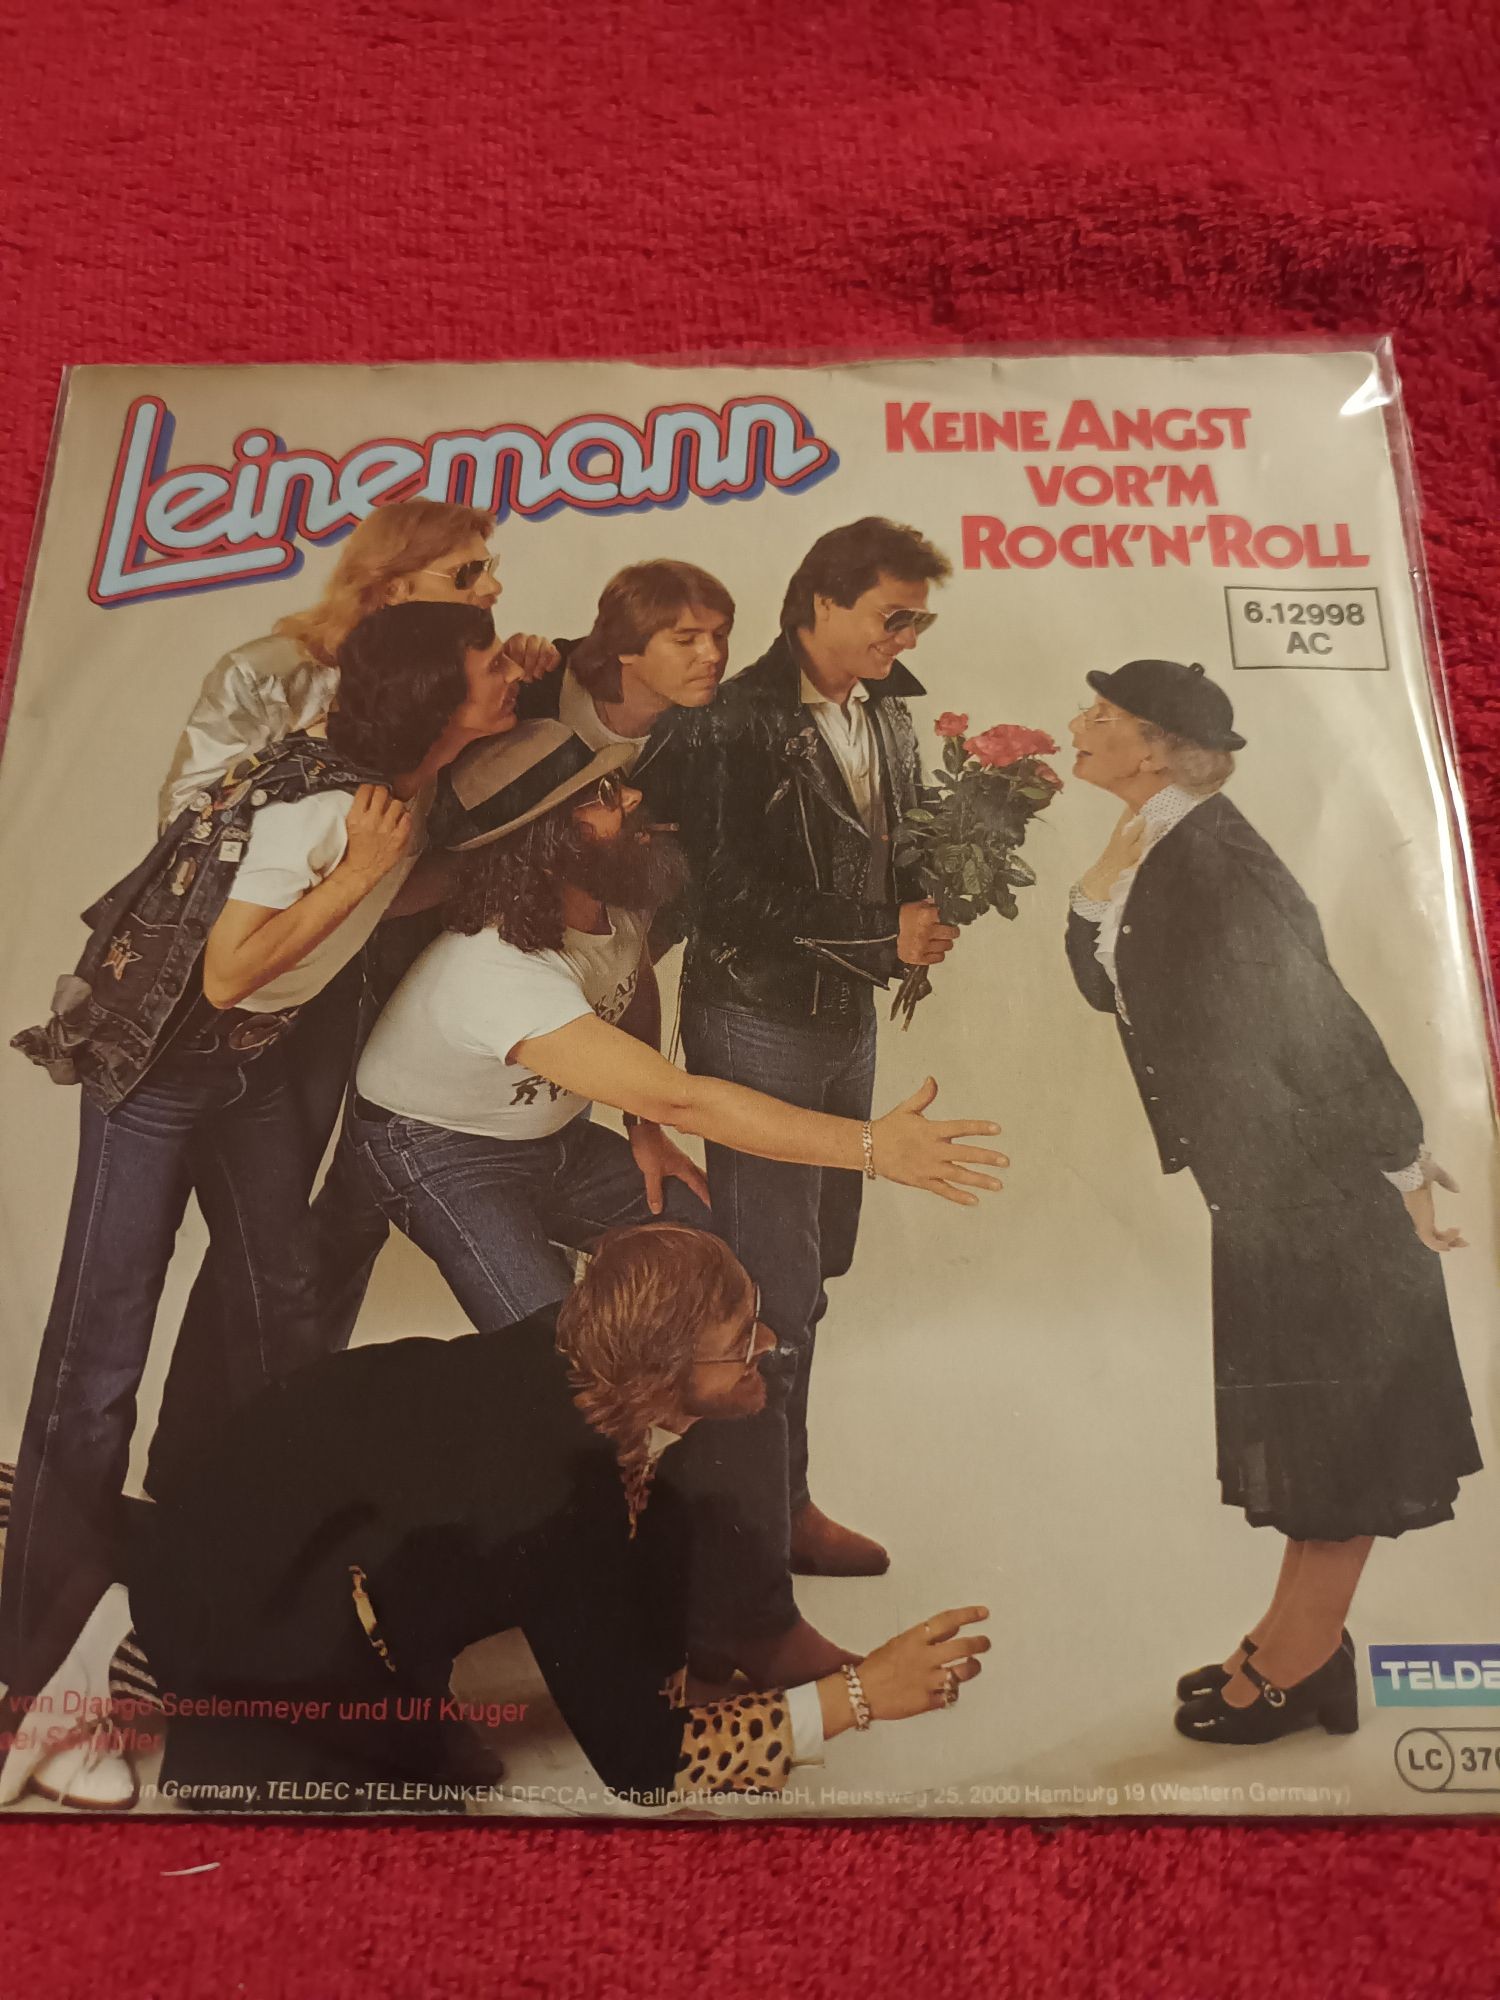 Leinemann
KEINE ANGST
VOR'M
ROCK'N'ROLL
6.12998
AC
von Django Seelenmeyer und Ulf Krüger
TELDE
LC 370
in Germany, TELDEC »TELEFUNKEN DECCA« Schallplatten GmbH, Heussweg 25, 2000 Hamburg 19 (Western Germany)